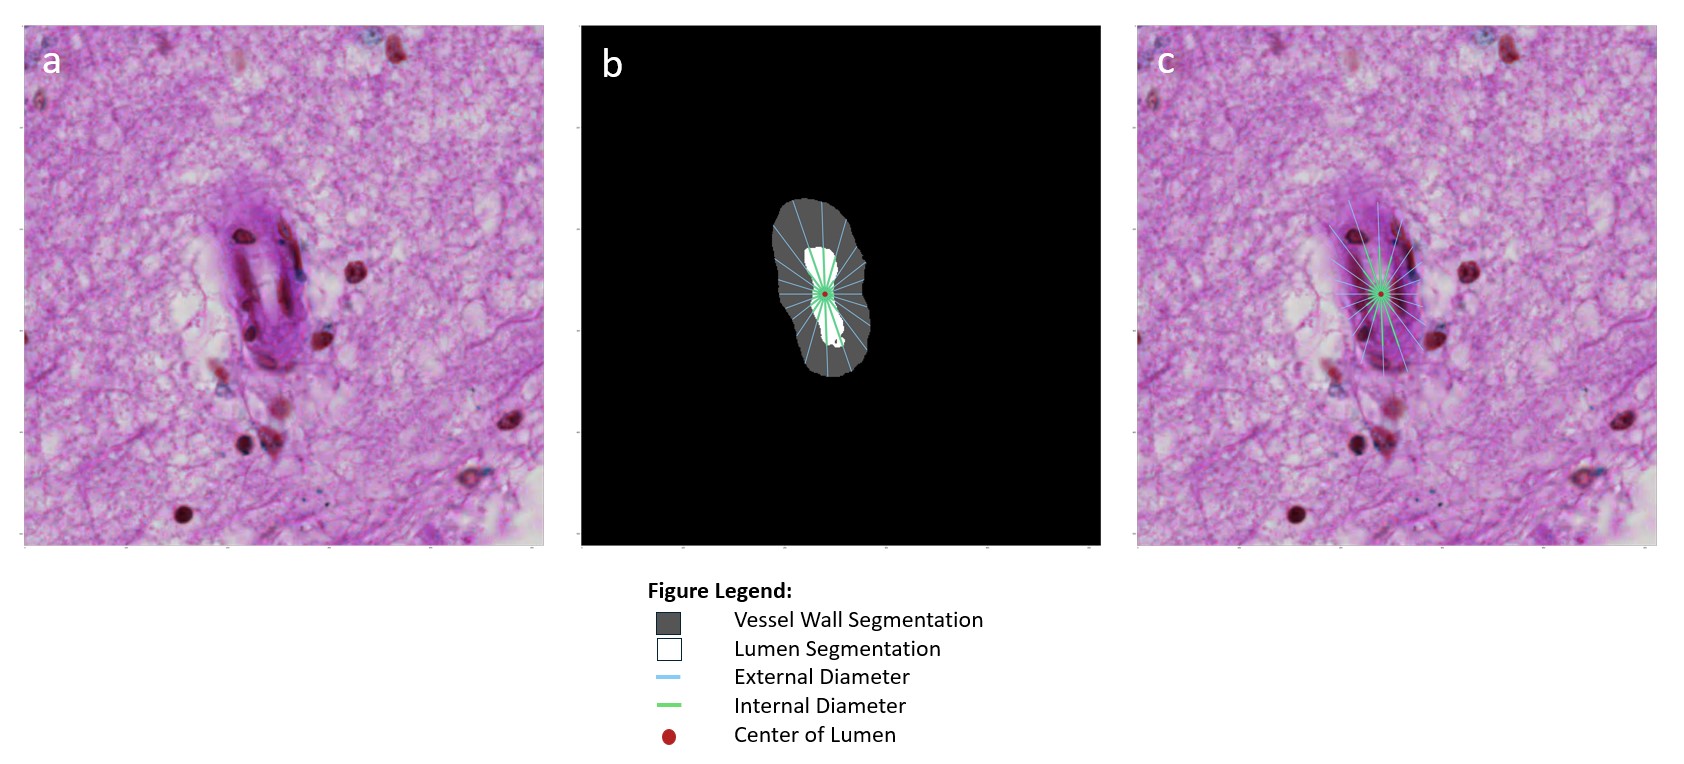 a
b
c
Figure Legend:
Vessel Wall Segmentation
Lumen Segmentation
External Diameter
Internal Diameter
Center of Lumen